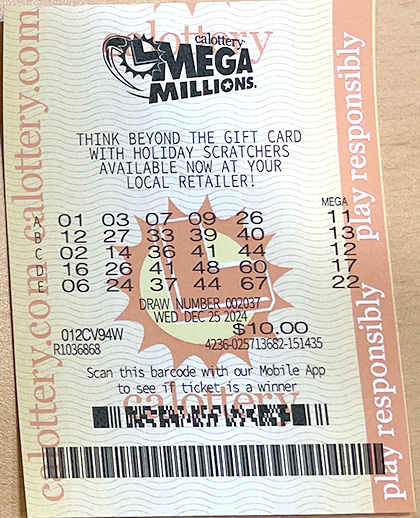 calottery
calottery
MEGA
MILLIONS.
THINK BEYOND THE GIFT CARD
WITH HOLIDAY SCRATCHERS
AVAILABLE NOW AT YOUR
LOCAL RETAILER!
MEGA
A 01 03 07 09 26 11
B 12 27 33 39 40 13
C 02 14 36 41 44 12
D 16 26 41 48 60 17
E 06 24 37 44 67 22
DRAW NUMBER 002037
WED DEC 25 2024
$10.00
012CV94W
R1036868
4236-025713682-151435
Scan this barcode with our Mobile App
to see if ticket is a winner
calottery
calottery.com calottery.com
play responsibly
play responsibly